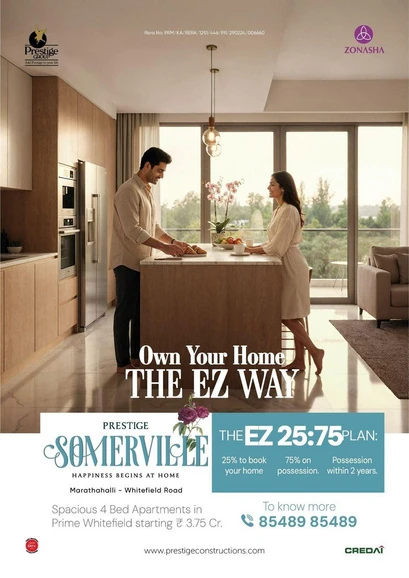 Prestige
GROUP
ZONASHA
Own Your Home
THE EZ WAY
PRESTIGE
SOMERVILLE
HAPPINESS BEGINS AT HOME
Marathahalli - Whitefield Road
THE EZ 25:75 PLAN:
25% to book
your home
75% on
possession.
Possession
within 2 years.
Spacious 4 Bed Apartments in
Prime Whitefield starting ₹ 3.75 Cr.
To know more
85489 85489
www.prestigeconstructions.com
CREDAI